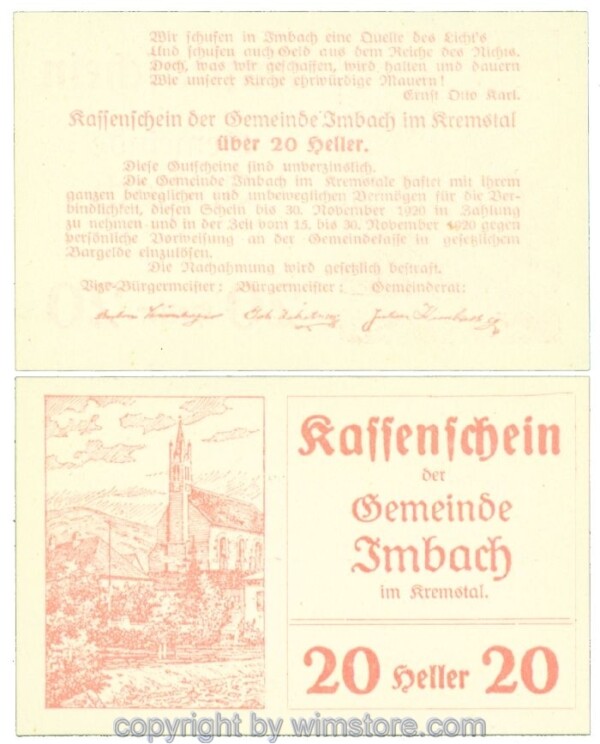 Wir schufen in Imbach eine Quelle des Licht's
Und schufen auch Geld aus dem Reiche des Nichts.
Doch, was wir geschaffen, wird halten und dauern
Wie unserer Kirche ehrwürdige Mauern!
Ernst Otto Karl.
Kassenschein der Gemeinde Imbach im Kremstal
über 20 Heller.
Diese Gutscheine sind unverzinslich.
Die Gemeinde Imbach im Kremstale haftet mit ihrem
ganzen beweglichen und unbeweglichen Vermögen für die Ver-
bindlichkeit, diesen Schein bis 30. November 1920 in Zahlung
zu nehmen und in der Zeit vom 15. bis 30. November 1920 gegen
persönliche Vorweisung an der Gemeindekasse in gesetzlichem
Bargelde einzulösen.
Die Nachahmung wird gesetzlich bestraft.
Vize-Bürgermeister: Bürgermeister: Gemeinderat:
Kassenschein
der
Gemeinde
Imbach
im Kremstal.
20 Heller 20
copyright by wimstore.com